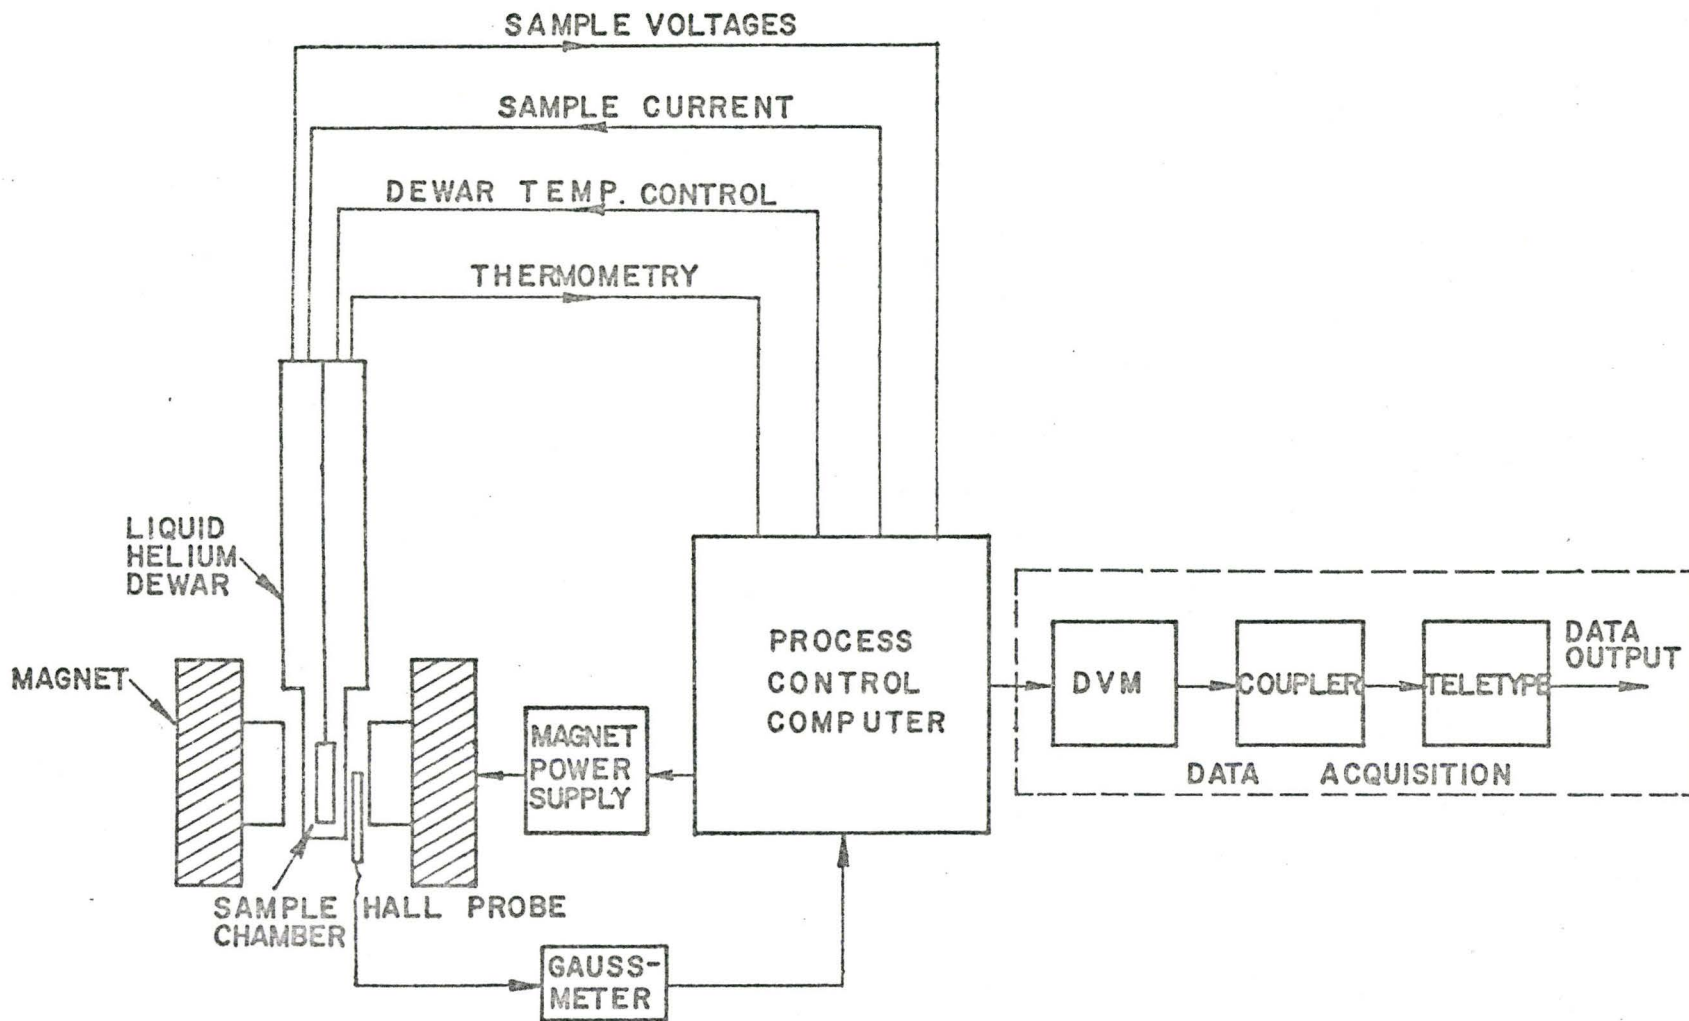 SAMPLE VOLTAGES
SAMPLE CURRENT
DEWAR TEMP. CONTROL
THERMOMETRY
LIQUID
HELIUM
DEWAR
MAGNET
MAGNET
POWER
SUPPLY
PROCESS
CONTROL
COMPUTER
DVM
COUPLER
TELETYPE
DATA
OUTPUT
DATA ACQUISITION
SAMPLE
CHAMBER
HALL PROBE
GAUSS-
METER